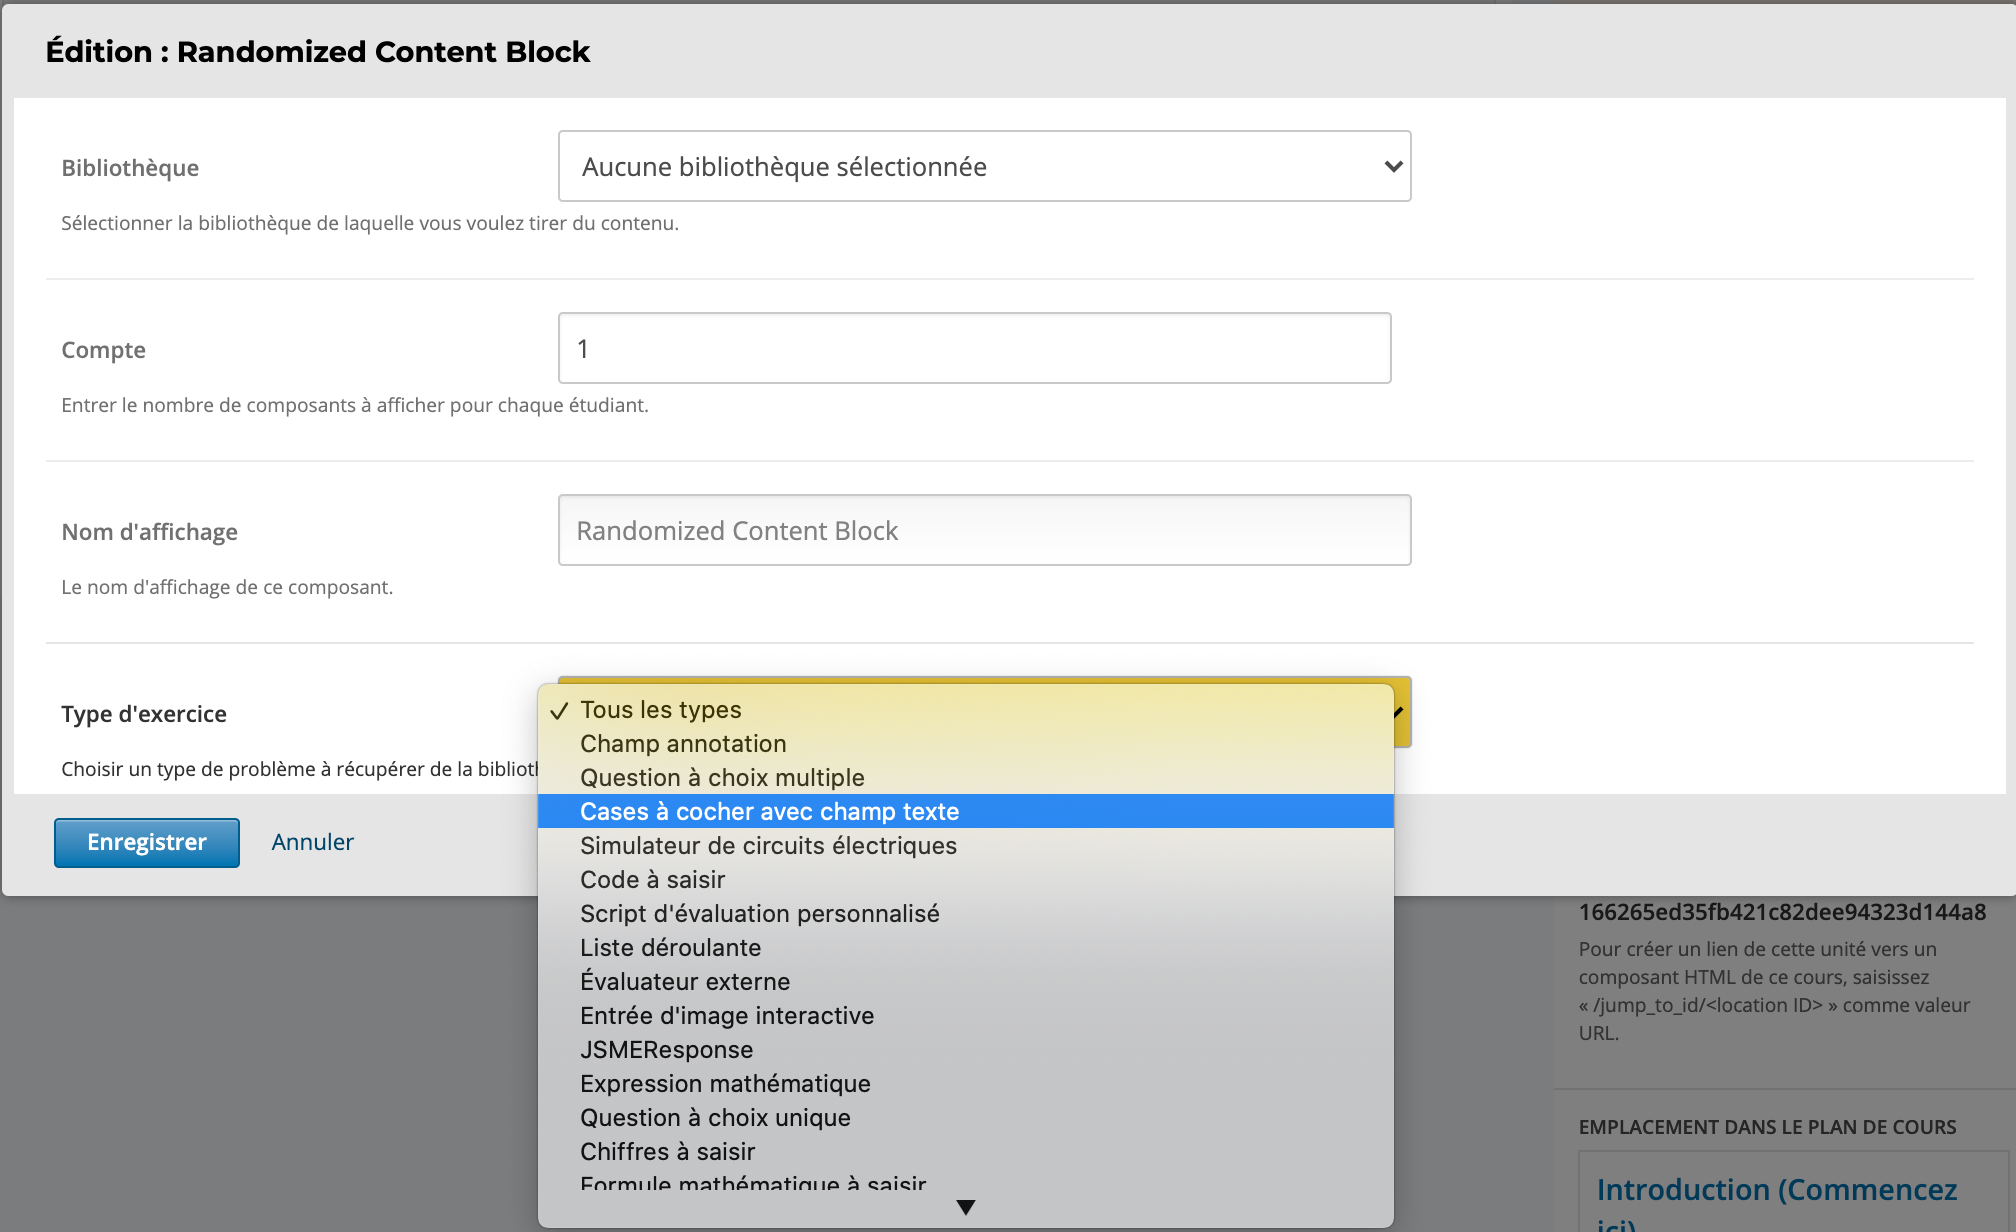 Édition : Randomized Content Block
Bibliothèque
Aucune bibliothèque sélectionnée
Sélectionner la bibliothèque de laquelle vous voulez tirer du contenu.
Compte
1
Entrer le nombre de composants à afficher pour chaque étudiant.
Nom d'affichage
Randomized Content Block
Le nom d'affichage de ce composant.
Type d'exercice
Choisir un type de problème à récupérer de la
✓ Tous les types
Champ annotation
Question à choix multiple
Cases à cocher avec champ texte
Simulateur de circuits électriques
Code à saisir
Script d'évaluation personnalisé
Liste déroulante
Évaluateur externe
Entrée d'image interactive
JSMEResponse
Expression mathématique
Question à choix unique
Chiffres à saisir
Formule mathématique à saisir
Enregistrer
Annuler
166265ed35fb421c82dee94323d144a8
Pour créer un lien de cette unité vers un
composant HTML de ce cours, saisissez
« /jump_to_id/<location ID> » comme valeur
URL.
EMPLACEMENT DANS LE PLAN DE COURS
Introduction (Commencez
ici)